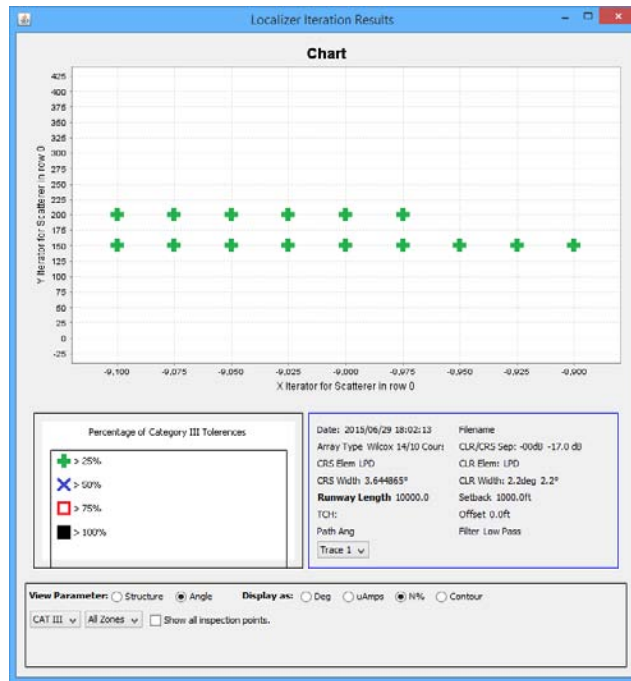 Localizer Iteration Results
Chart
425
400
375
350
325
300
275
250
225
200
175
150
125
100
75
50
25
0
-25
Y Iterator for Scatterer in row 0
-9,100 -9,075 -9,050 -9,025 -9,000 -8,975 -8,950 -8,925 -8,900
X Iterator for Scatterer in row 0
Percentage of Category III Tolerences
> 25%
> 50%
> 75%
> 100%
Date: 2015/06/29 18:02:13 Filename
Array Type Wilcox 14/10 Cour: CLR/CRS Sep: -00dB -17.0 dB
CRS Elem LPD CLR Elem: LPD
CRS Width 3.644865° CLR Width: 2.2deg 2.2°
Runway Length 10000.0 Setback 1000.0ft
TCH: Offset 0.0ft
Path Ang Filter Low Pass
Trace 1
View Parameter: Structure Angle Display as: Deg uAmps N% Contour
CAT III All Zones Show all inspection points.